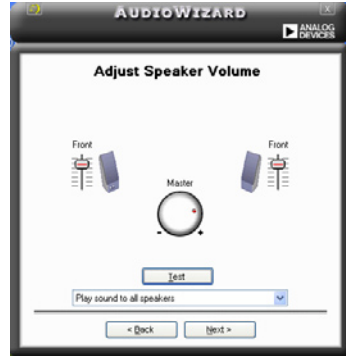 AUDIOWIZARD
ANALOG
DEVICES
Adjust Speaker Volume
Front
Front
Master
- +
Test
Play sound to all speakers
< Back
Next >